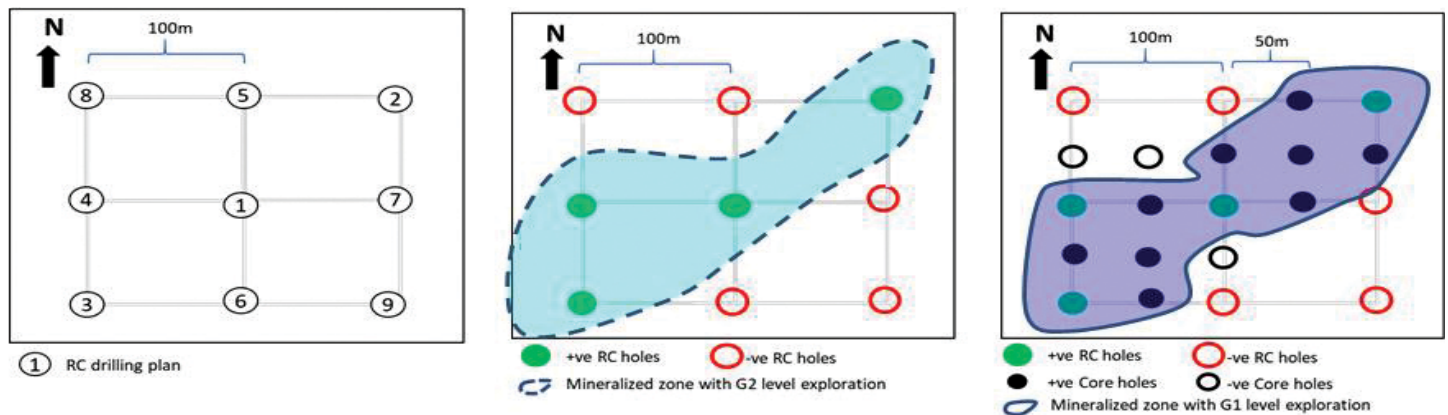 N
100m
8
5
2
4
1
7
3
6
9
1 RC drilling plan
N
100m
+ve RC holes
-ve RC holes
Mineralized zone with G2 level exploration
N
100m
50m
+ve RC holes
-ve RC holes
+ve Core holes
-ve Core holes
Mineralized zone with G1 level exploration